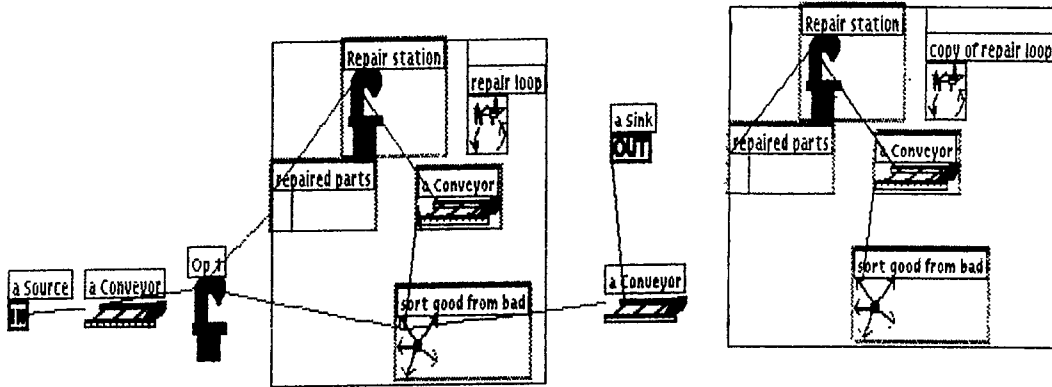 Repair station
repair loop
repaired parts
a Conveyor
a Sink
OUT
a Source
IN
a Conveyor
Op 1
sort good from bad
a Conveyor
Repair station
Copy of repair loop
repaired parts
a Conveyor
sort good from bad